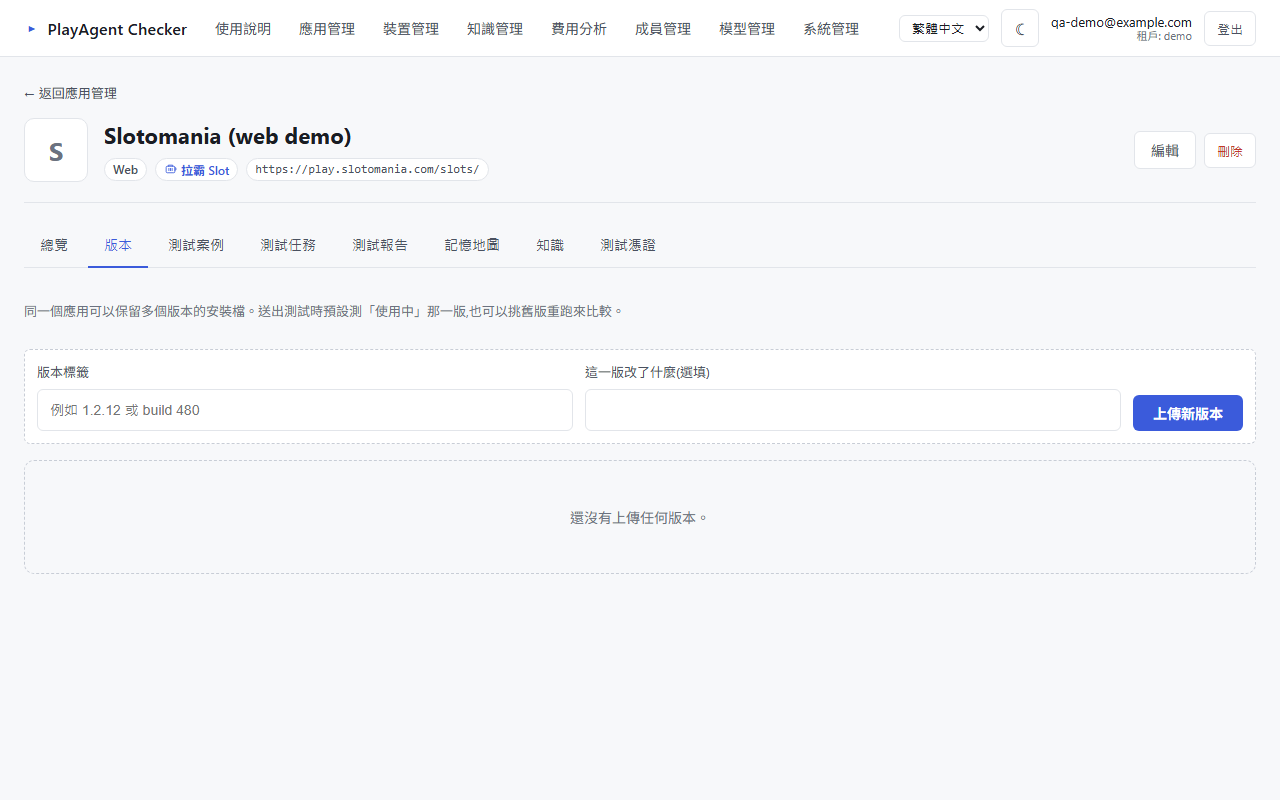 PlayAgent Checker 使用說明 應用管理 裝置管理 知識管理 費用分析 成員管理 模型管理 系統管理 繁體中文 qa-demo@example.com 登出
租戶: demo
← 返回應用管理
S
Slotomania (web demo)
Web 拉霸 Slot https://play.slotomania.com/slots/
編輯 刪除
總覽 版本 測試案例 測試任務 測試報告 記憶地圖 知識 測試憑證
同一個應用可以保留多個版本的安裝檔。送出測試時預設測「使用中」那一版,也可以挑舊版重跑來比較。
版本標籤 這一版改了什麼(選填)
例如 1.2.12 或 build 480 上傳新版本
還沒有上傳任何版本。